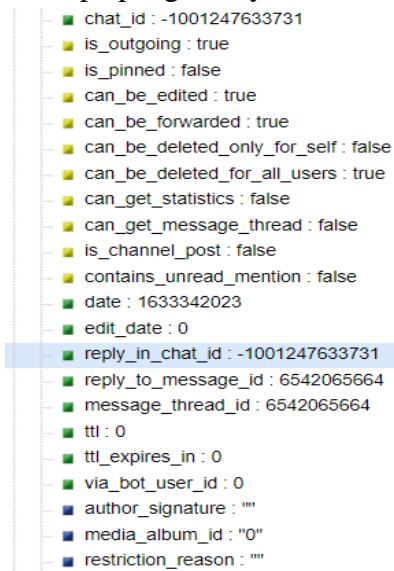 chat_id : -1001247633731
is_outgoing : true
is_pinned : false
can_be_edited : true
can_be_forwarded : true
can_be_deleted_only_for_self : false
can_be_deleted_for_all_users : true
can_get_statistics : false
can_get_message_thread : false
is_channel_post : false
contains_unread_mention : false
date : 1633342023
edit_date : 0
reply_in_chat_id : -1001247633731
reply_to_message_id : 6542065664
message_thread_id : 6542065664
ttl : 0
ttl_expires_in : 0
via_bot_user_id : 0
author_signature : ""
media_album_id : "0"
restriction_reason : ""